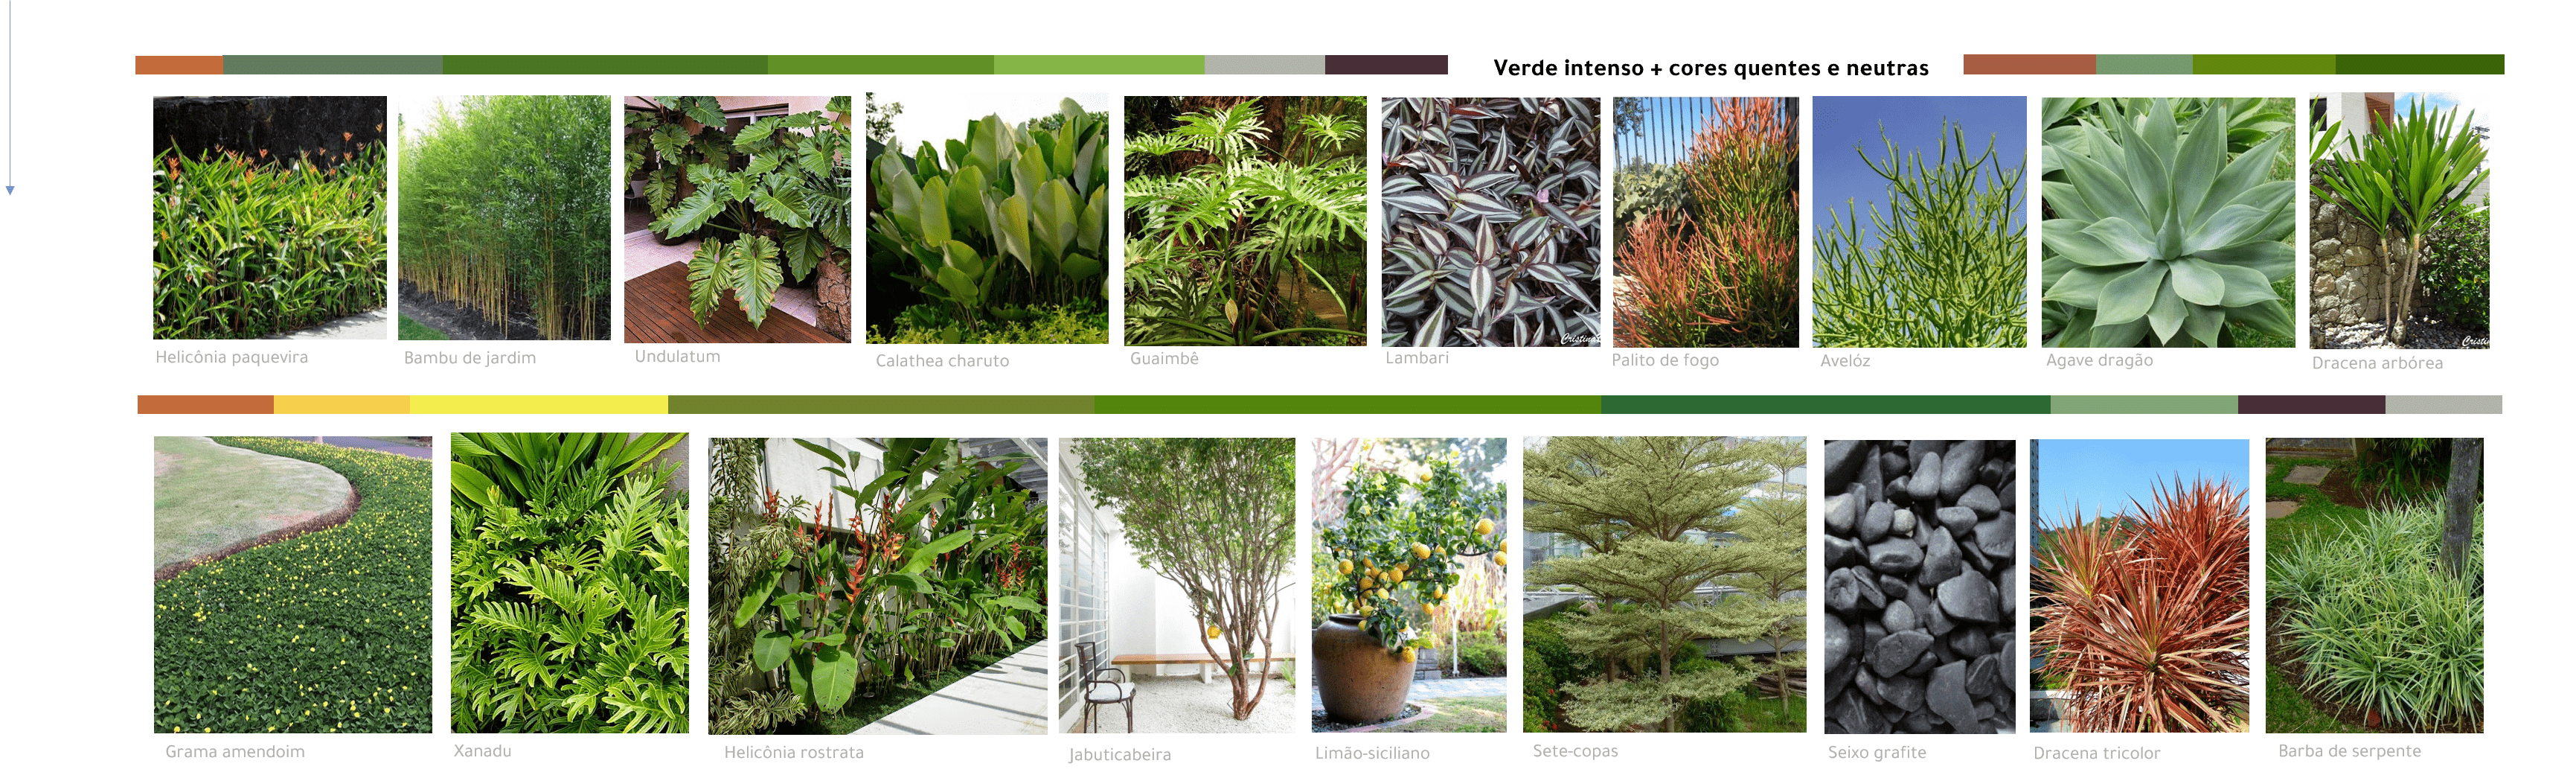 Verde intenso + cores quentes e neutras
Helicônia paquevira
Bambu de jardim
Undulatum
Calathea charuto
Guaimbê
Lambari
Palito de fogo
Avelóz
Agave dragão
Dracena arbórea
Grama amendoim
Xanadu
Helicônia rostrata
Jabuticabeira
Limão-siciliano
Sete-copas
Seixo grafite
Dracena tricolor
Barba de serpente